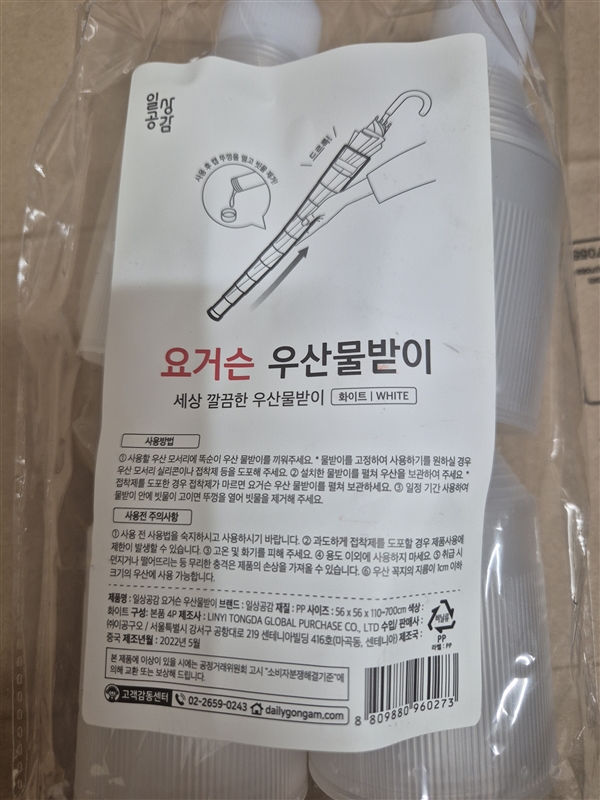 일상
공감
사용 후 캡 뚜껑을 열고 빗물 제거!
드르륵!
요거슨 우산물받이
세상 깔끔한 우산물받이 화이트 | WHITE
사용방법
① 사용할 우산 모서리에 똑순이 우산 물받이를 끼워주세요. * 물받이를 고정하여 사용하기를 원하실 경우
우산 모서리 실리콘이나 접착제 등을 도포해 주세요. ② 설치한 물받이를 펼쳐 우산을 보관하여 주세요. *
접착제를 도포한 경우 접착제가 마르면 요거슨 우산 물받이를 펼쳐 보관하세요. ③ 일정 기간 사용하여
물받이 안에 빗물이 고이면 뚜껑을 열어 빗물을 제거해 주세요.
사용전 주의사항
① 사용 전 사용법을 숙지하시고 사용하시기 바랍니다. ② 과도하게 접착제를 도포할 경우 제품사용에
제한이 발생할 수 있습니다. ③ 고온 및 화기를 피해 주세요. ④ 용도 이외에 사용하지 마세요. ⑤ 취급 시
던지거나 떨어뜨리는 등 무리한 충격은 제품의 손상을 가져올 수 있습니다. ⑥ 우산 꼭지의 지름이 1cm 이하
크기의 우산에 사용 가능합니다.
제품명 : 일상공감 요거슨 우산물받이 브랜드 : 일상공감 재질 : PP 사이즈 : 56 x 56 x 110~700cm 색상 :
화이트 구성 : 본품 4P 제조사 : LINYI TONGDA GLOBAL PURCHASE CO., LTD 수입/판매사 :
㈜이공구오 / 서울특별시 강서구 공항대로 219 센테니아빌딩 416호(마곡동, 센테니아) 제조국 :
중국 제조년월 : 2022년 5월
비닐류
PP
라벨 : PP
본 제품에 이상이 있을 시에는 공정거래위원회 고시 "소비자분쟁해결기준"에
의해 교환 또는 보상해 드립니다.
고객감동센터 02-2659-0243 dailygongam.com
8 809880 960273